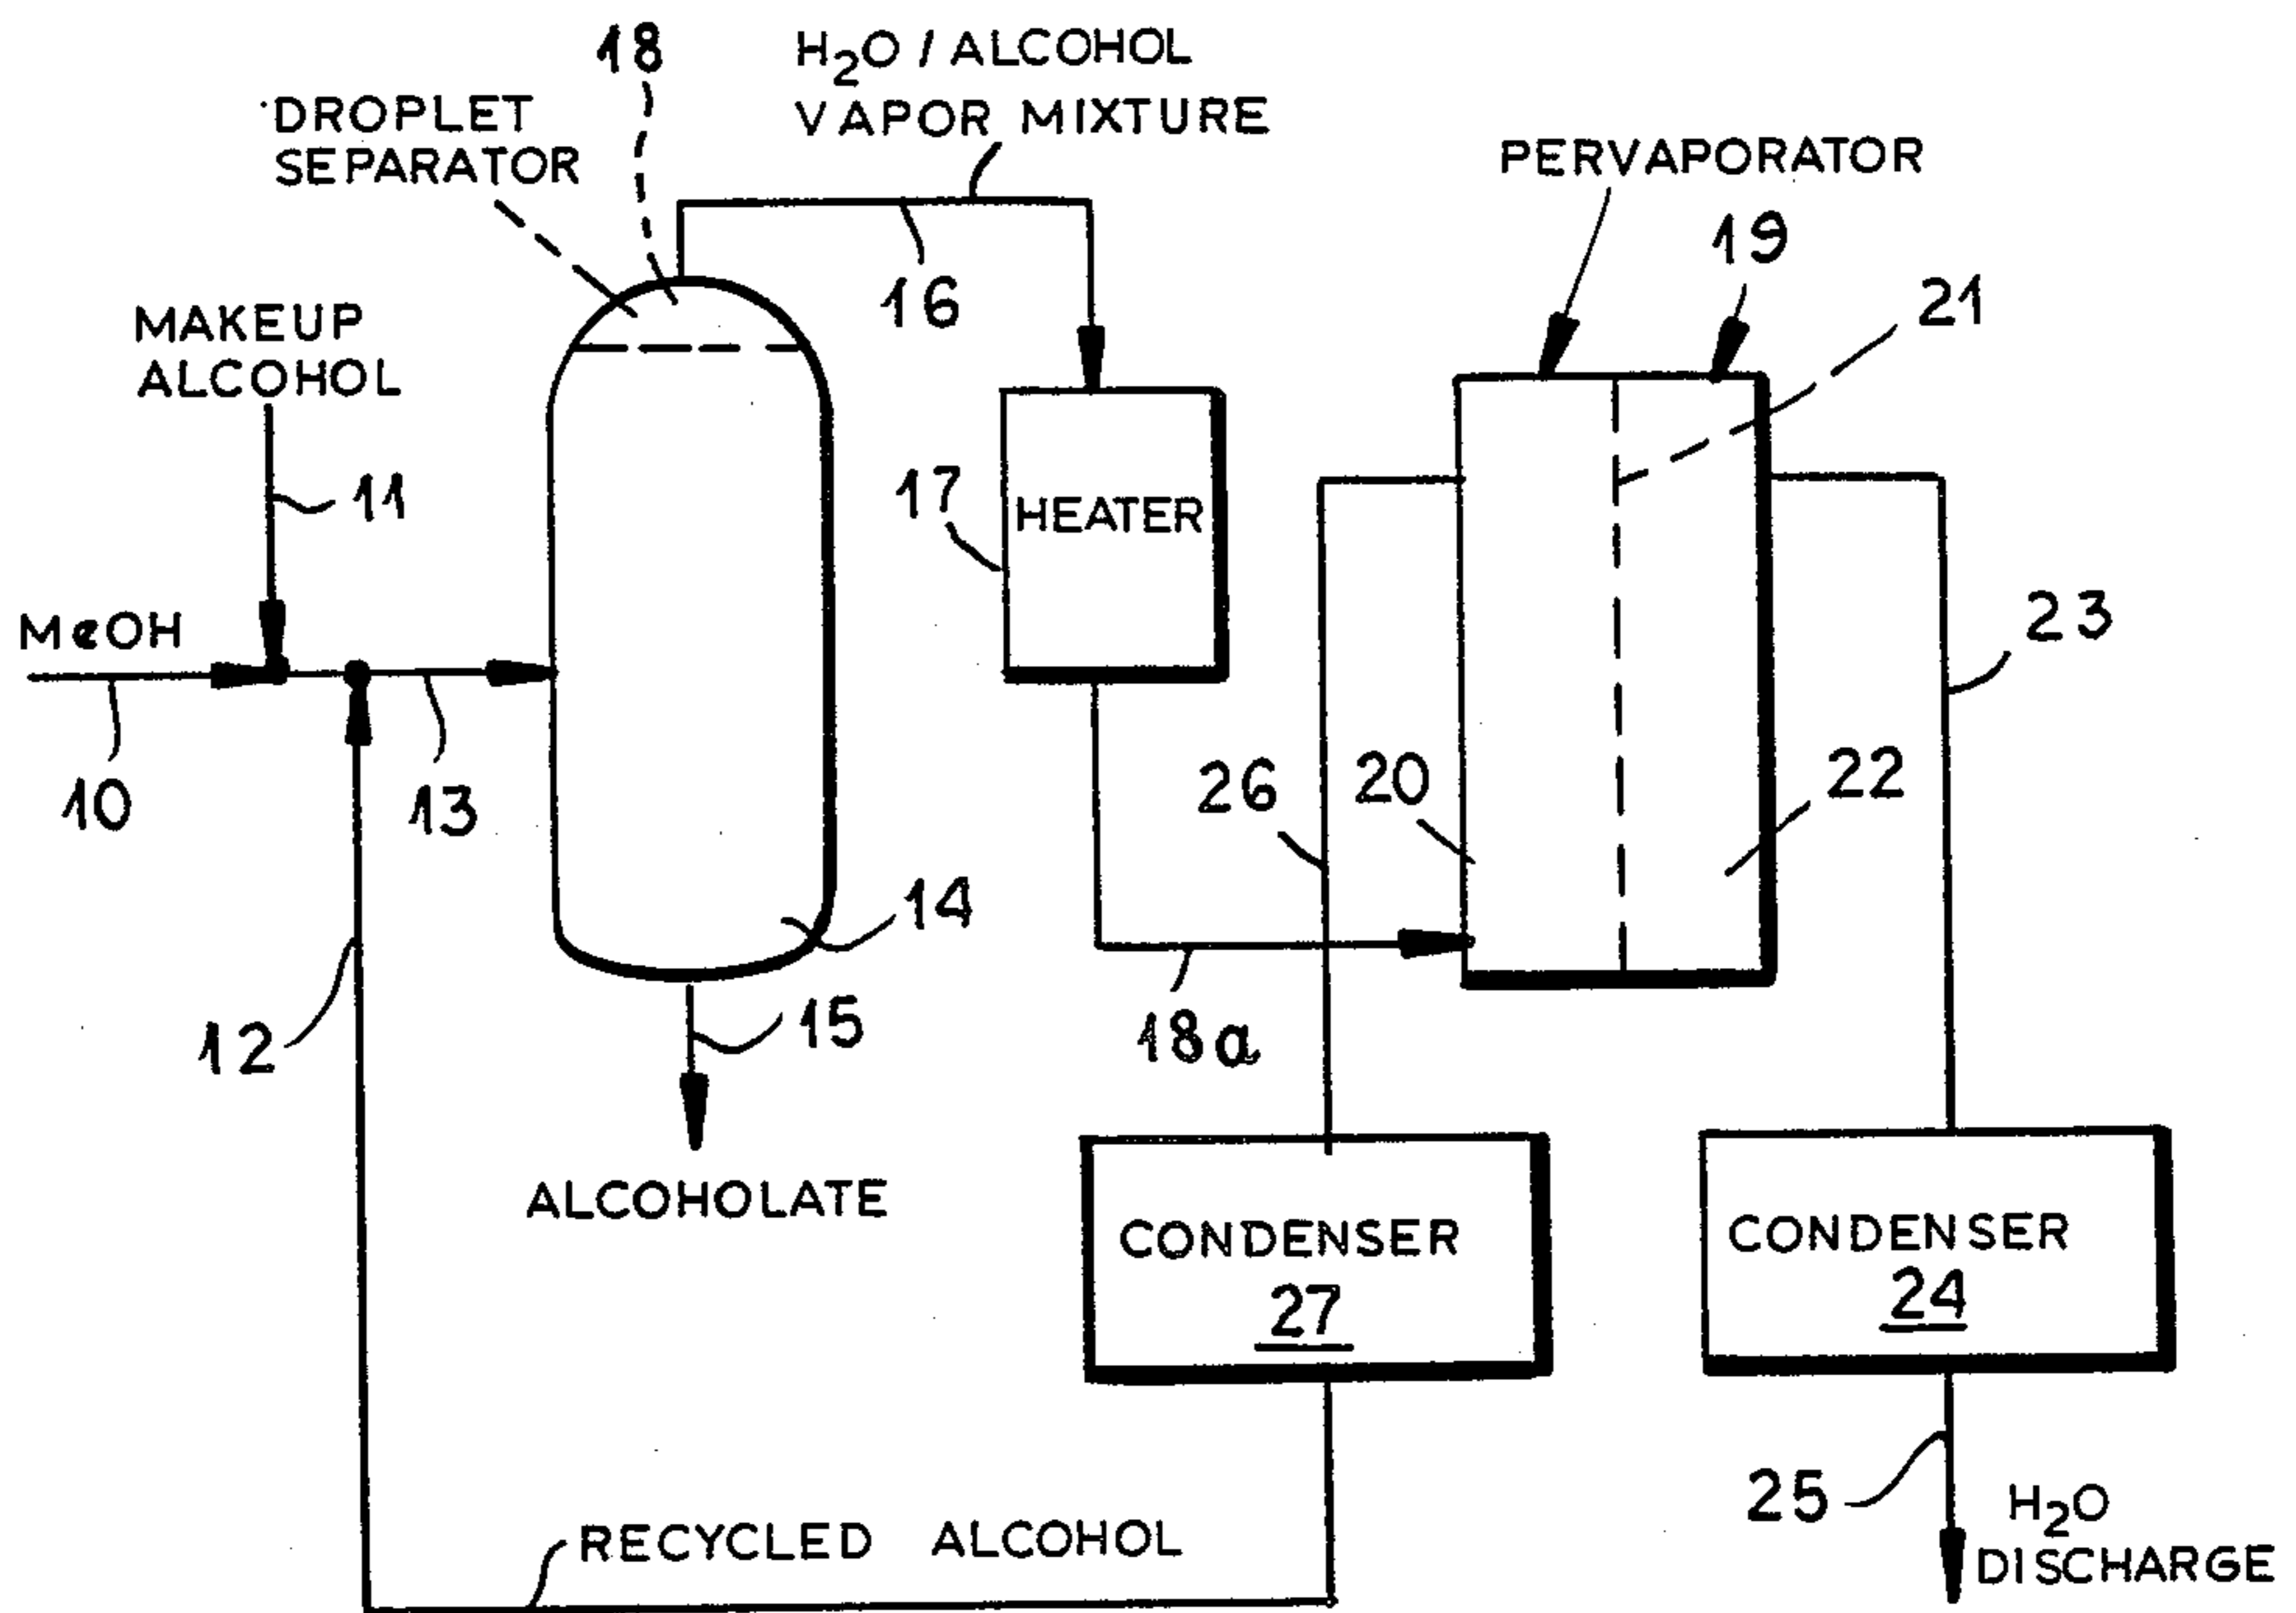 18
H2O / ALCOHOL
VAPOR MIXTURE
DROPLET
SEPARATOR
PERVAPORATOR
19
21
16
MAKEUP
ALCOHOL
11
17
HEATER
MeOH
10
13
23
26
20
22
14
12
15
18a
ALCOHOLATE
CONDENSER
27
CONDENSER
24
25
H2O
DISCHARGE
RECYCLED ALCOHOL